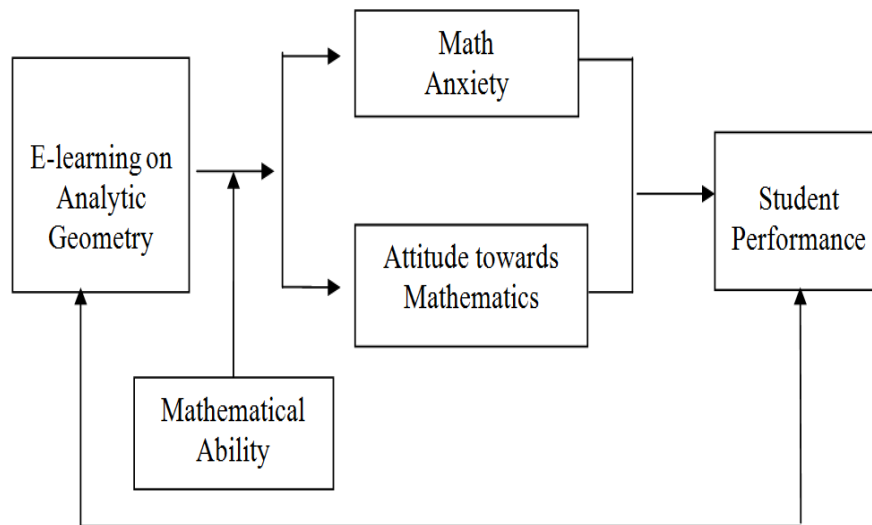 Math
Anxiety
E-learning on
Analytic
Geometry
Student
Performance
Attitude towards
Mathematics
Mathematical
Ability